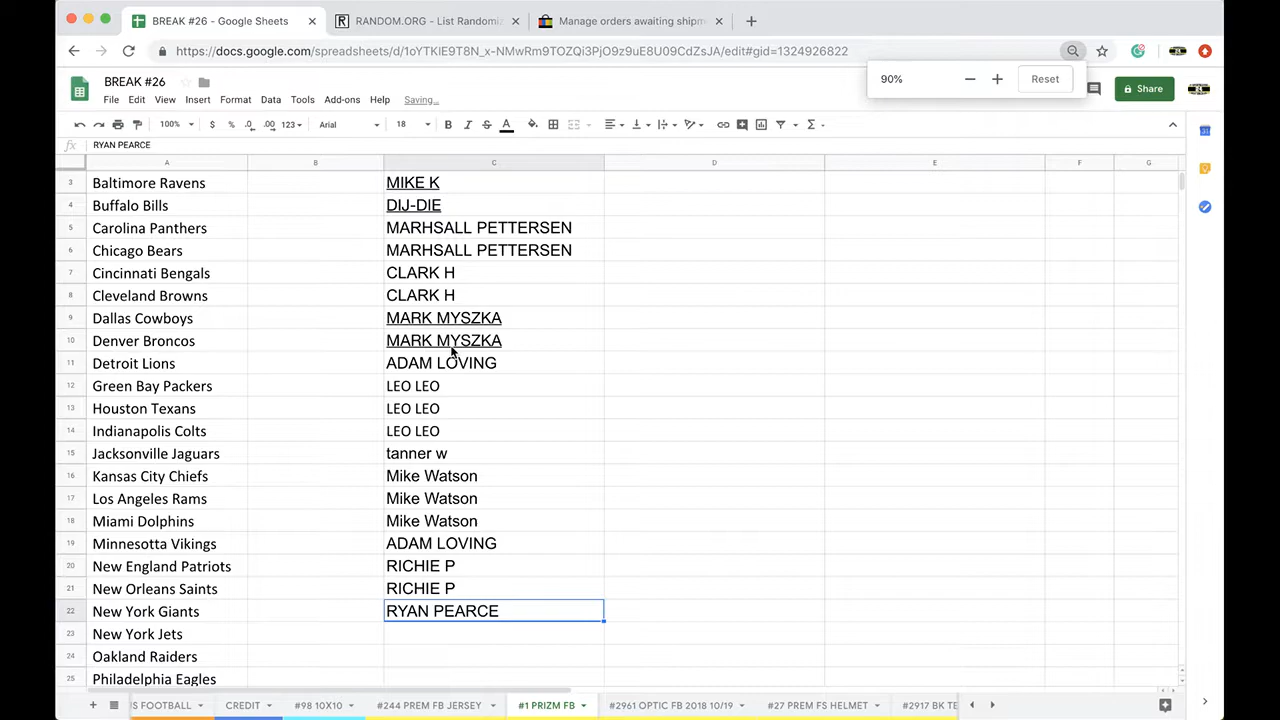 BREAK #26 - Google Sheets
RANDOM.ORG - List Randomiz
Manage orders awaiting shipm
https://docs.google.com/spreadsheets/d/1oYTKlE9T8N_x-NMwRm9TOZQi3PjO9z9uE8U09CdZsJA/edit#gid=1324926822
90% Reset
BREAK #26
File Edit View Insert Format Data Tools Add-ons Help Saving...
Share
100% $ % .0 .00 123 Arial 18 B I S A
fx RYAN PEARCE
A B C D E F G
3 Baltimore Ravens MIKE K
4 Buffalo Bills DIJ-DIE
5 Carolina Panthers MARHSALL PETTERSEN
6 Chicago Bears MARHSALL PETTERSEN
7 Cincinnati Bengals CLARK H
8 Cleveland Browns CLARK H
9 Dallas Cowboys MARK MYSZKA
10 Denver Broncos MARK MYSZKA
11 Detroit Lions ADAM LOVING
12 Green Bay Packers LEO LEO
13 Houston Texans LEO LEO
14 Indianapolis Colts LEO LEO
15 Jacksonville Jaguars tanner w
16 Kansas City Chiefs Mike Watson
17 Los Angeles Rams Mike Watson
18 Miami Dolphins Mike Watson
19 Minnesotta Vikings ADAM LOVING
20 New England Patriots RICHIE P
21 New Orleans Saints RICHIE P
22 New York Giants RYAN PEARCE
23 New York Jets
24 Oakland Raiders
25 Philadelphia Eagles
S FOOTBALL CREDIT #98 10X10 #244 PREM FB JERSEY #1 PRIZM FB #2961 OPTIC FB 2018 10/19 #27 PREM FS HELMET #2917 BK TE